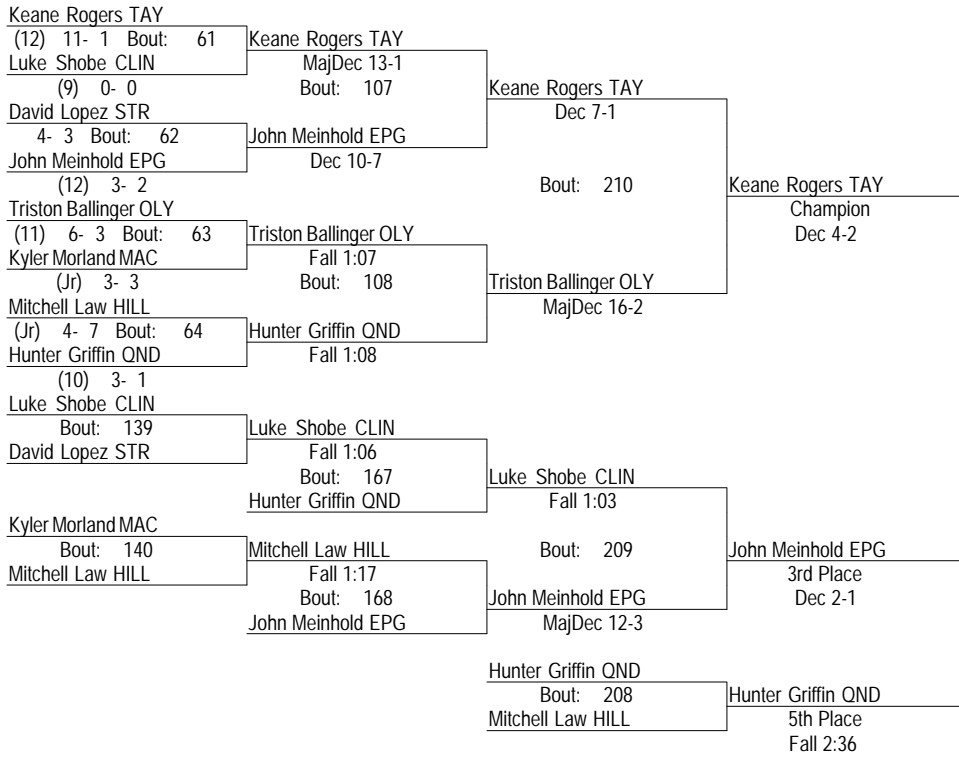 Keane Rogers TAY
(12) 11- 1 Bout: 61 Keane Rogers TAY
Luke Shobe CLIN MajDec 13-1
(9) 0- 0 Bout: 107 Keane Rogers TAY
David Lopez STR Dec 7-1
4- 3 Bout: 62 John Meinhold EPG
John Meinhold EPG Dec 10-7
(12) 3- 2 Bout: 210 Keane Rogers TAY
Triston Ballinger OLY Champion
(11) 6- 3 Bout: 63 Triston Ballinger OLY Dec 4-2
Kyler Morland MAC Fall 1:07
(Jr) 3- 3 Bout: 108 Triston Ballinger OLY
Mitchell Law HILL MajDec 16-2
(Jr) 4- 7 Bout: 64 Hunter Griffin QND
Hunter Griffin QND Fall 1:08
(10) 3- 1
Luke Shobe CLIN
Bout: 139 Luke Shobe CLIN
David Lopez STR Fall 1:06
Bout: 167 Luke Shobe CLIN
Hunter Griffin QND Fall 1:03
Kyler Morland MAC
Bout: 140 Mitchell Law HILL Bout: 209 John Meinhold EPG
Mitchell Law HILL Fall 1:17 3rd Place
Bout: 168 John Meinhold EPG Dec 2-1
John Meinhold EPG MajDec 12-3
Hunter Griffin QND
Bout: 208 Hunter Griffin QND
Mitchell Law HILL 5th Place
Fall 2:36